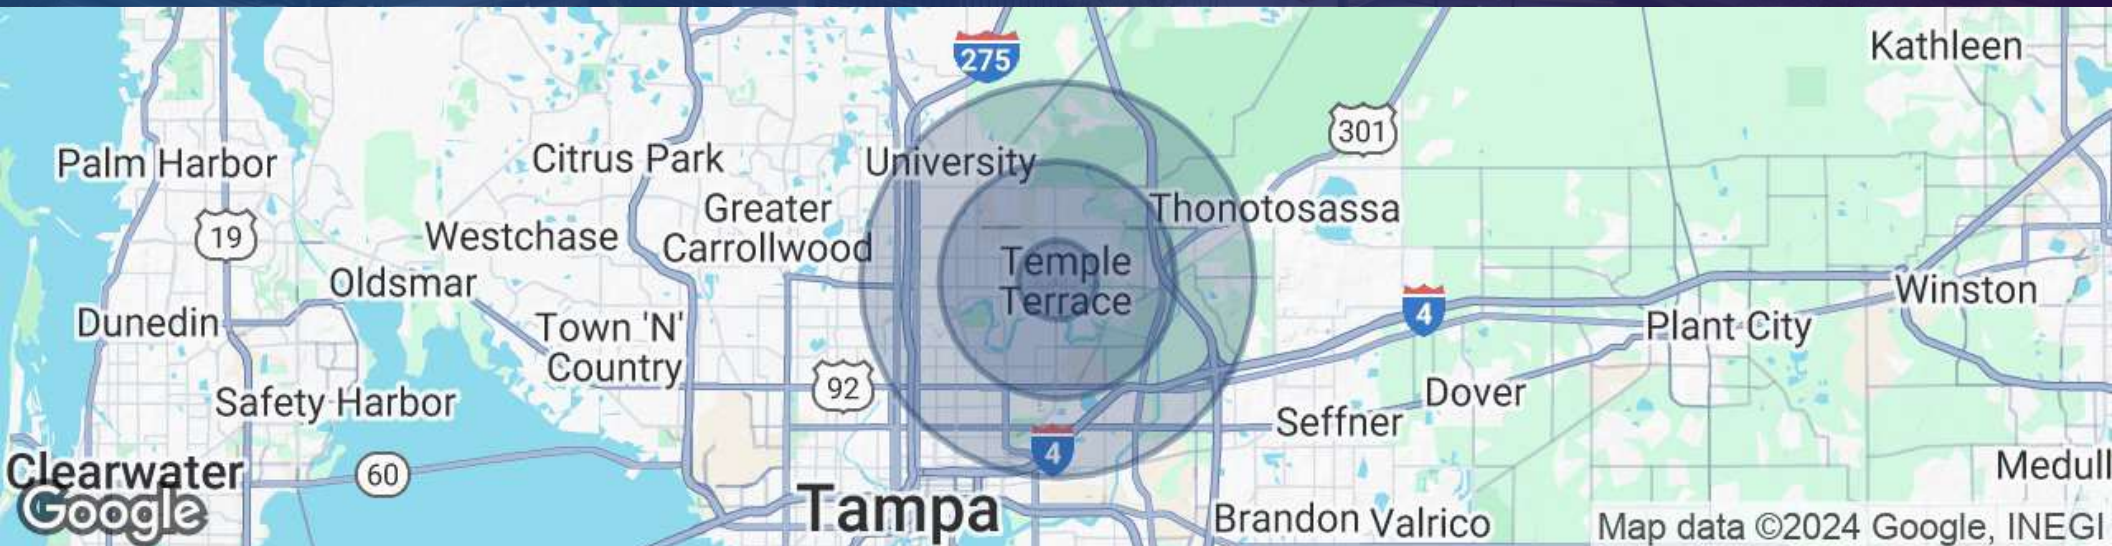 275
Kathleen
301
Palm Harbor
Citrus Park
University
Greater
Carrollwood
Thonotosassa
19
Westchase
Temple
Terrace
Oldsmar
Winston
4
Dunedin
Town 'N'
Country
Plant City
92
Safety Harbor
Dover
Seffner
4
Clearwater
60
Medull
Google
Tampa
Brandon
Valrico
Map data ©2024 Google, INEGI